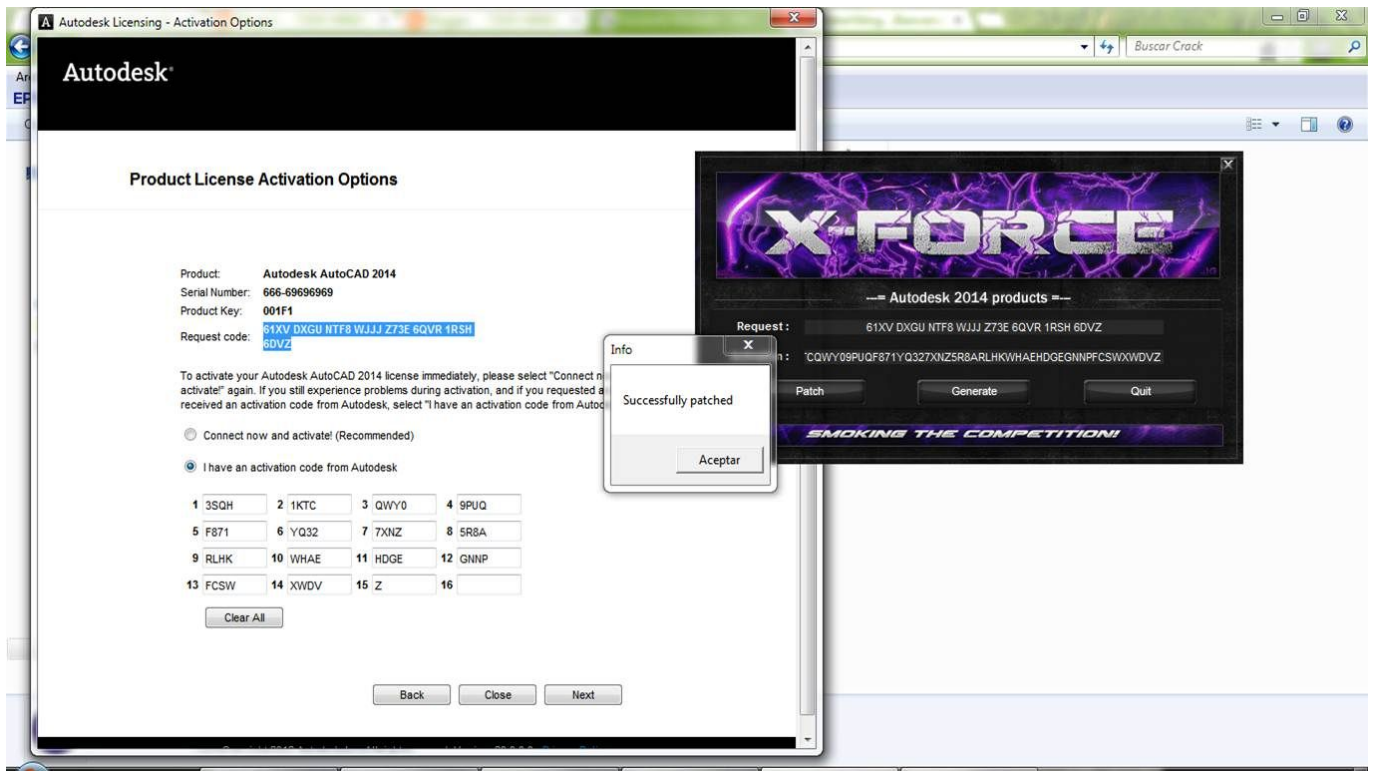 Autodesk Licensing - Activation Options
Buscar Crack
Autodesk
Product License Activation Options
Product: Autodesk AutoCAD 2014
Serial Number: 666-69696969
Product Key: 001F1
Request code: 61XV DXGU NTF8 WJJJ Z73E 6QVR 1RSH
6DVZ
To activate your Autodesk AutoCAD 2014 license immediately, please select "Connect n
activate!" again. If you still experience problems during activation, and if you requested a
received an activation code from Autodesk, select "I have an activation code from Autod
Connect now and activate! (Recommended)
I have an activation code from Autodesk
1 3SQH 2 1KTC 3 QWY0 4 9PUQ
5 F871 6 YQ32 7 7XNZ 8 5R8A
9 RLHK 10 WHAE 11 HDGE 12 GNNP
13 FCSW 14 XWDV 15 Z 16
Clear All
Back Close Next
Info
Successfully patched
Aceptar
X-FORCE
---= Autodesk 2014 products =---
Request: 61XV DXGU NTF8 WJJJ Z73E 6QVR 1RSH 6DVZ
n: TCQWY09PUQF871YQ327XNZ5R8ARLHKWHAEHDGEGNNPFCSWXWDVZ
Patch Generate Quit
SMOKING THE COMPETITION!